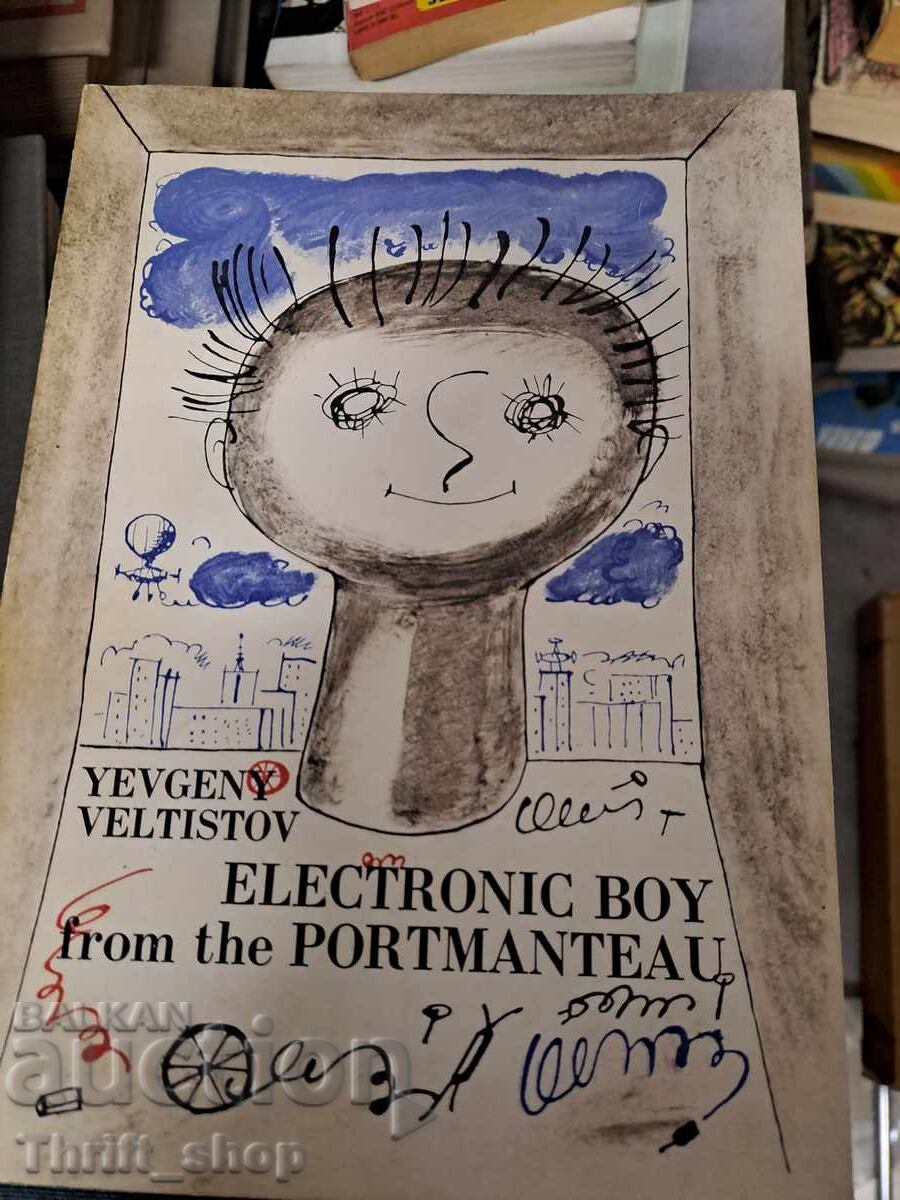 YEVGENY
VELTISTOV
ELECTRONIC BOY
from the PORTMANTEAU
BALKAN
auction
Thrift_shop